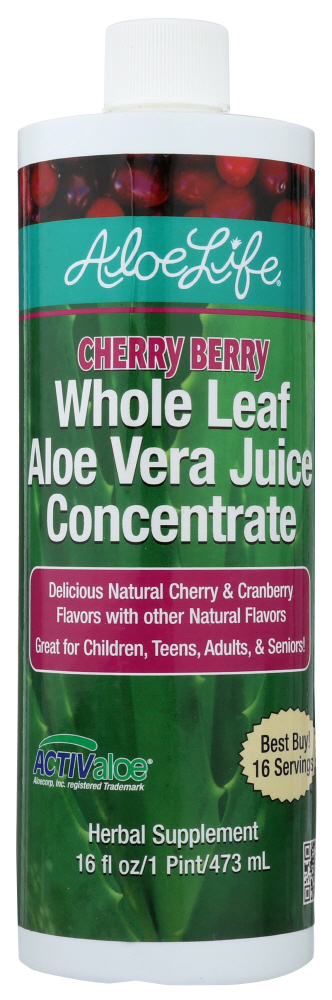 AloeLife®
CHERRY BERRY
Whole Leaf
Aloe Vera Juice
Concentrate
Delicious Natural Cherry & Cranberry
Flavors with other Natural Flavors
Great for Children, Teens, Adults, & Seniors!
ACTIValoe®
Aloecorp, Inc. registered Trademark
Best Buy!
16 Servings
Herbal Supplement
16 fl oz/1 Pint/473 mL